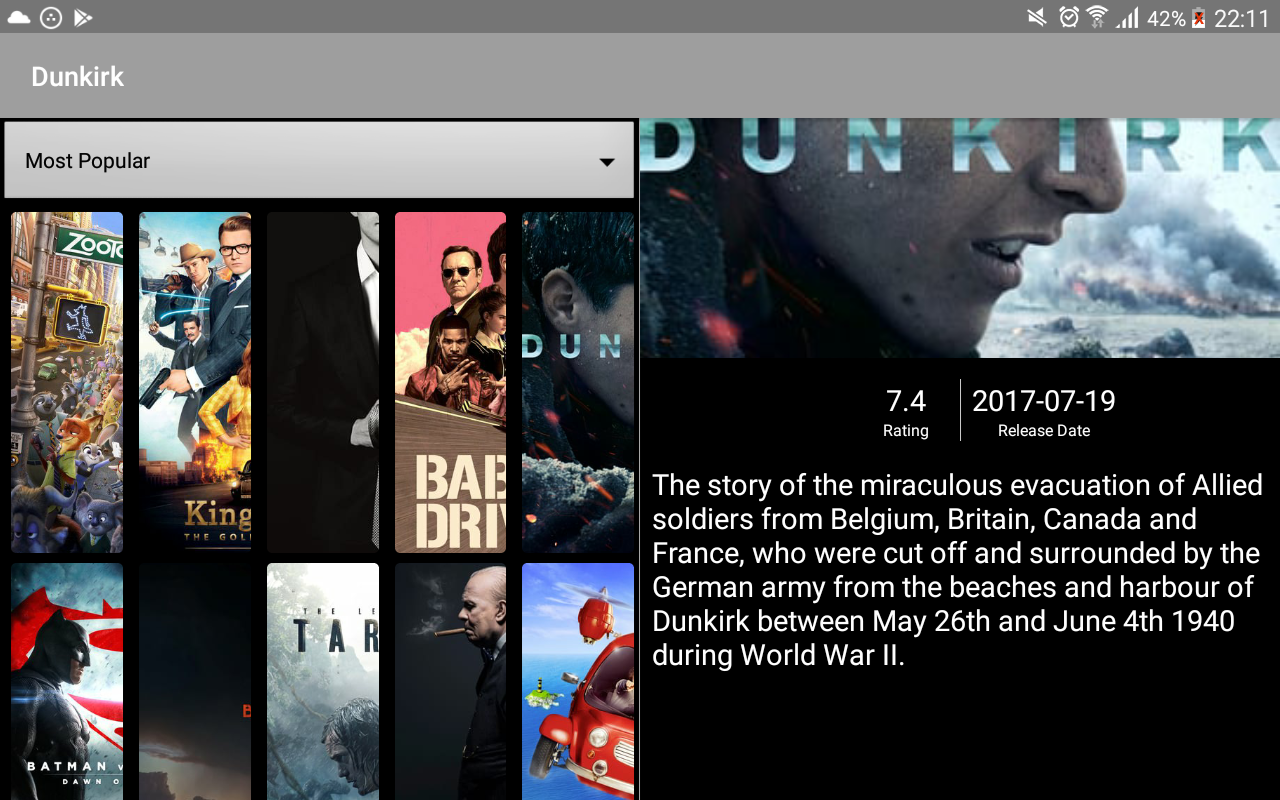 42% 22:11
Dunkirk
Most Popular
DUNKIRK
ZOOTO
DUN
King
THE GOL
BAB
DRIV
7.4
2017-07-19
Rating
Release Date
The story of the miraculous evacuation of Allied
soldiers from Belgium, Britain, Canada and
France, who were cut off and surrounded by the
German army from the beaches and harbour of
Dunkirk between May 26th and June 4th 1940
during World War II.
THE LE
TAR
B
BATMAN v
DAWN O